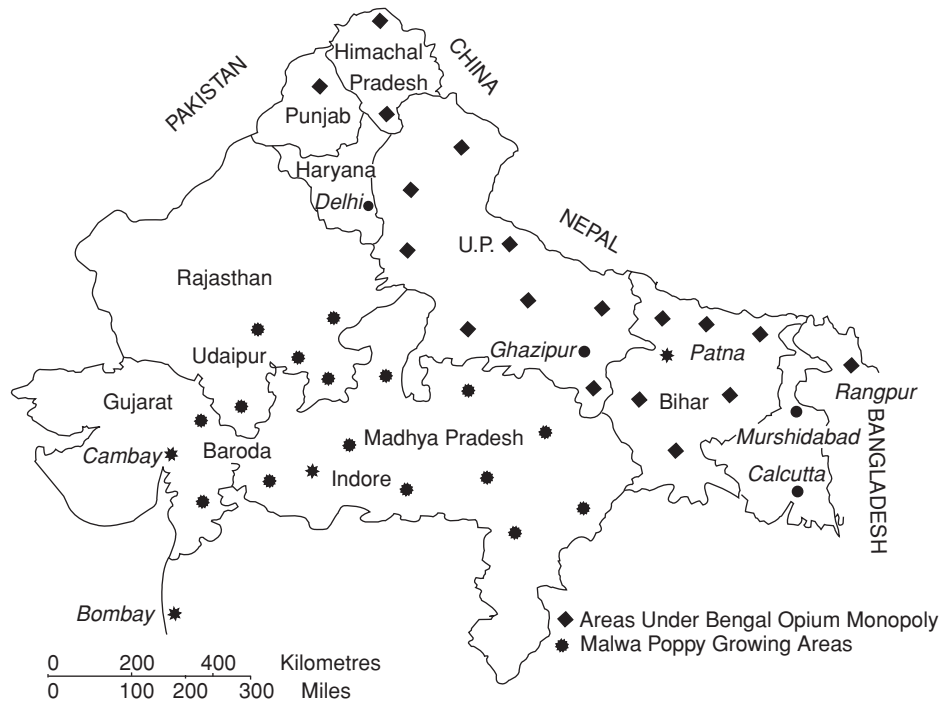 Himachal
Pradesh
CHINA
PAKISTAN
Punjab
Haryana
Delhi
NEPAL
U.P.
Rajasthan
Udaipur
Ghazipur
Patna
Rangpur
Gujarat
Bihar
Madhya Pradesh
Murshidabad
BANGLADESH
Cambay
Baroda
Indore
Calcutta
Bombay
Areas Under Bengal Opium Monopoly
Malwa Poppy Growing Areas
0 200 400 Kilometres
0 100 200 300 Miles